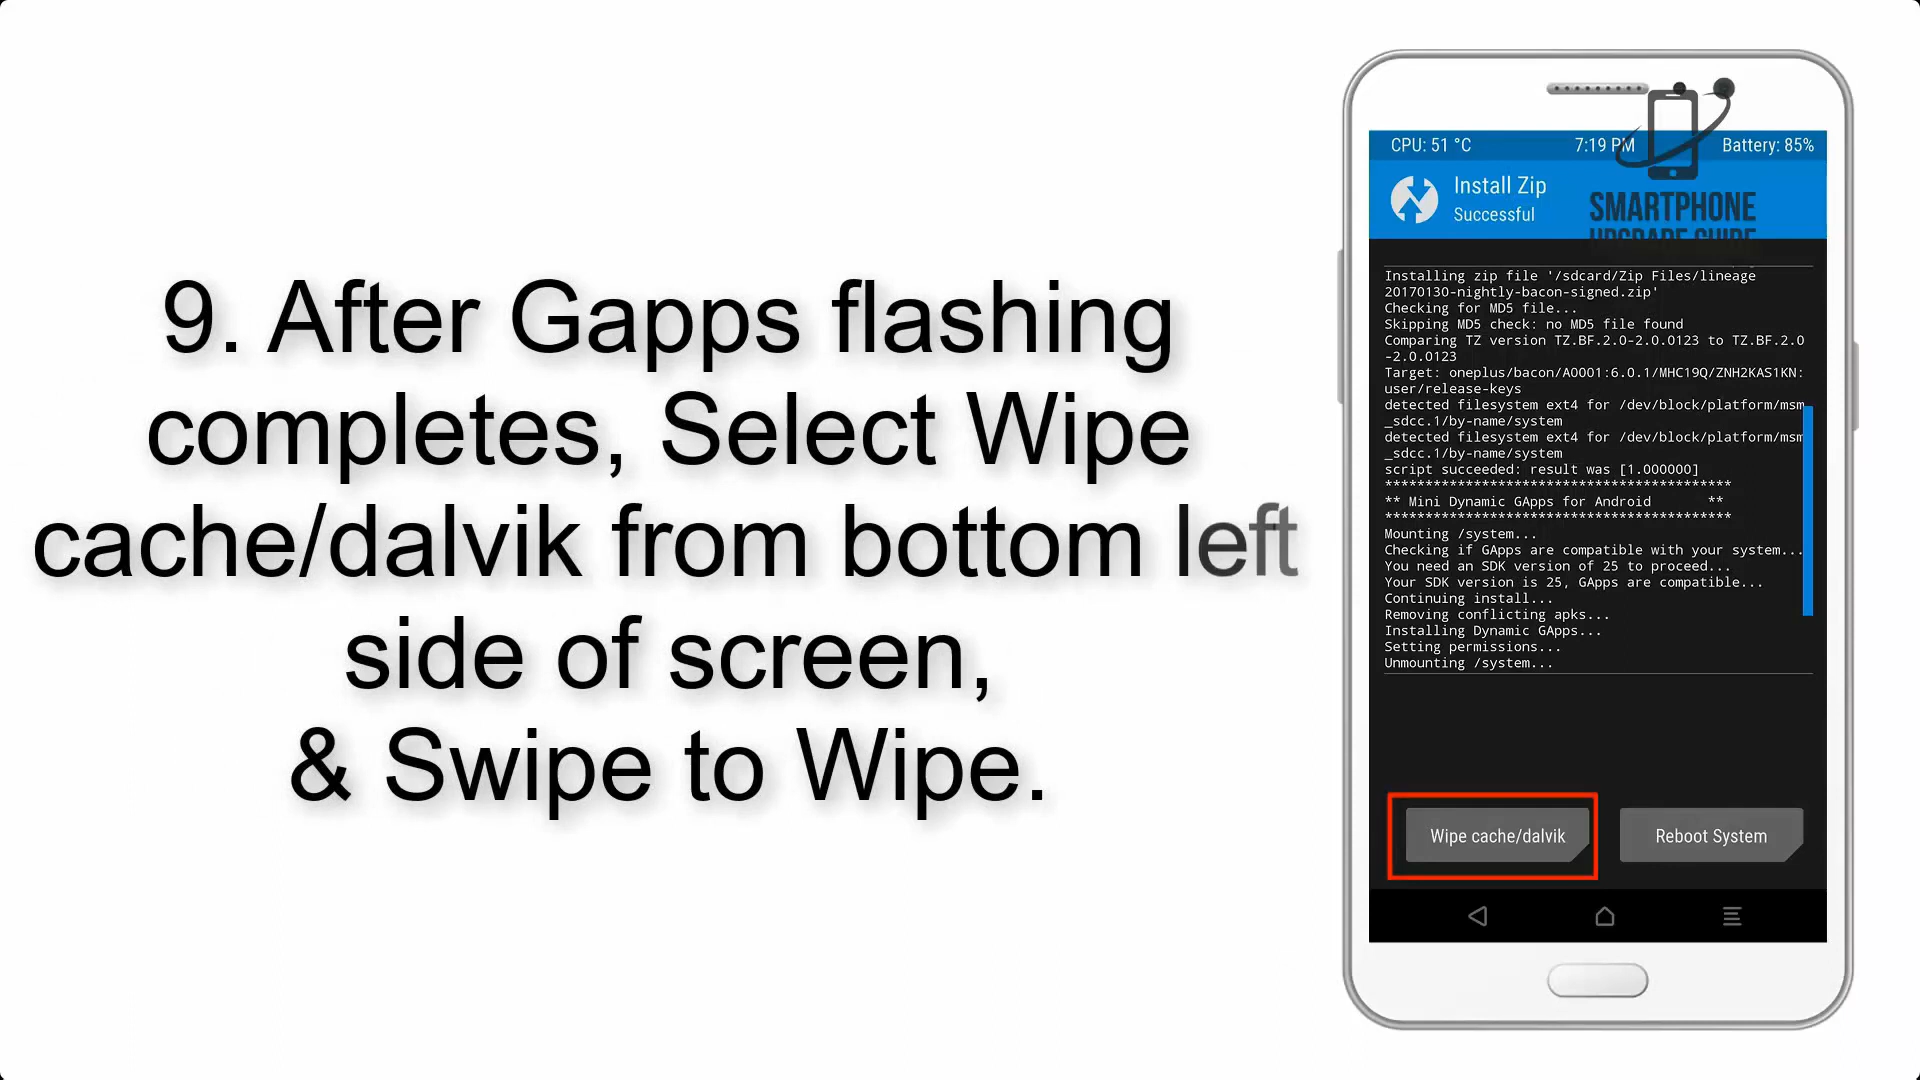 9. After Gapps flashing
completes, Select Wipe
cache/dalvik from bottom left
side of screen,
& Swipe to Wipe.
CPU: 51 °C 7:19 PM Battery: 85%
Install Zip
Successful
SMARTPHONE
UPGRADE GUIDE
Installing zip file '/sdcard/Zip Files/lineage
20170130-nightly-bacon-signed.zip'
Checking for MD5 file...
Skipping MD5 check: no MD5 file found
Comparing TZ version TZ.BF.2.0-2.0.0123 to TZ.BF.2.0
-2.0.0123
Target: oneplus/bacon/A0001:6.0.1/MHC19Q/ZNH2KAS1KN:
user/release-keys
detected filesystem ext4 for /dev/block/platform/msm
_sdcc.1/by-name/system
detected filesystem ext4 for /dev/block/platform/msm
_sdcc.1/by-name/system
script succeeded: result was [1.000000]
*******************************************
** Mini Dynamic GApps for Android **
*******************************************
Mounting /system...
Checking if GApps are compatible with your system...
You need an SDK version of 25 to proceed...
Your SDK version is 25, GApps are compatible...
Continuing install...
Removing conflicting apks...
Installing Dynamic GApps...
Setting permissions...
Unmounting /system...
Wipe cache/dalvik
Reboot System